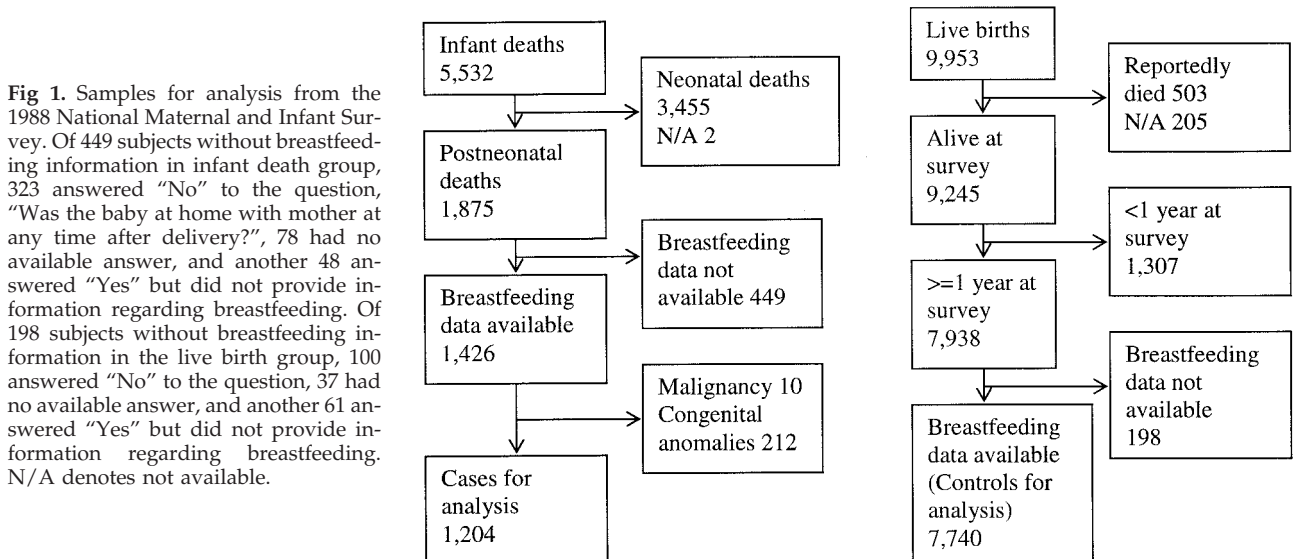 Fig 1. Samples for analysis from the
1988 National Maternal and Infant Sur-
vey. Of 449 subjects without breastfeed-
ing information in infant death group,
323 answered “No” to the question,
“Was the baby at home with mother at
any time after delivery?”, 78 had no
available answer, and another 48 an-
swered “Yes” but did not provide in-
formation regarding breastfeeding. Of
198 subjects without breastfeeding in-
formation in the live birth group, 100
answered “No” to the question, 37 had
no available answer, and another 61 an-
swered “Yes” but did not provide in-
formation regarding breastfeeding.
N/A denotes not available.
Infant deaths
5,532
Neonatal deaths
3,455
N/A 2
Postneonatal
deaths
1,875
Breastfeeding
data not
available 449
Breastfeeding
data available
1,426
Malignancy 10
Congenital
anomalies 212
Cases for
analysis
1,204
Live births
9,953
Reportedly
died 503
N/A 205
Alive at
survey
9,245
<1 year at
survey
1,307
>=1 year at
survey
7,938
Breastfeeding
data not
available
198
Breastfeeding
data available
(Controls for
analysis)
7,740